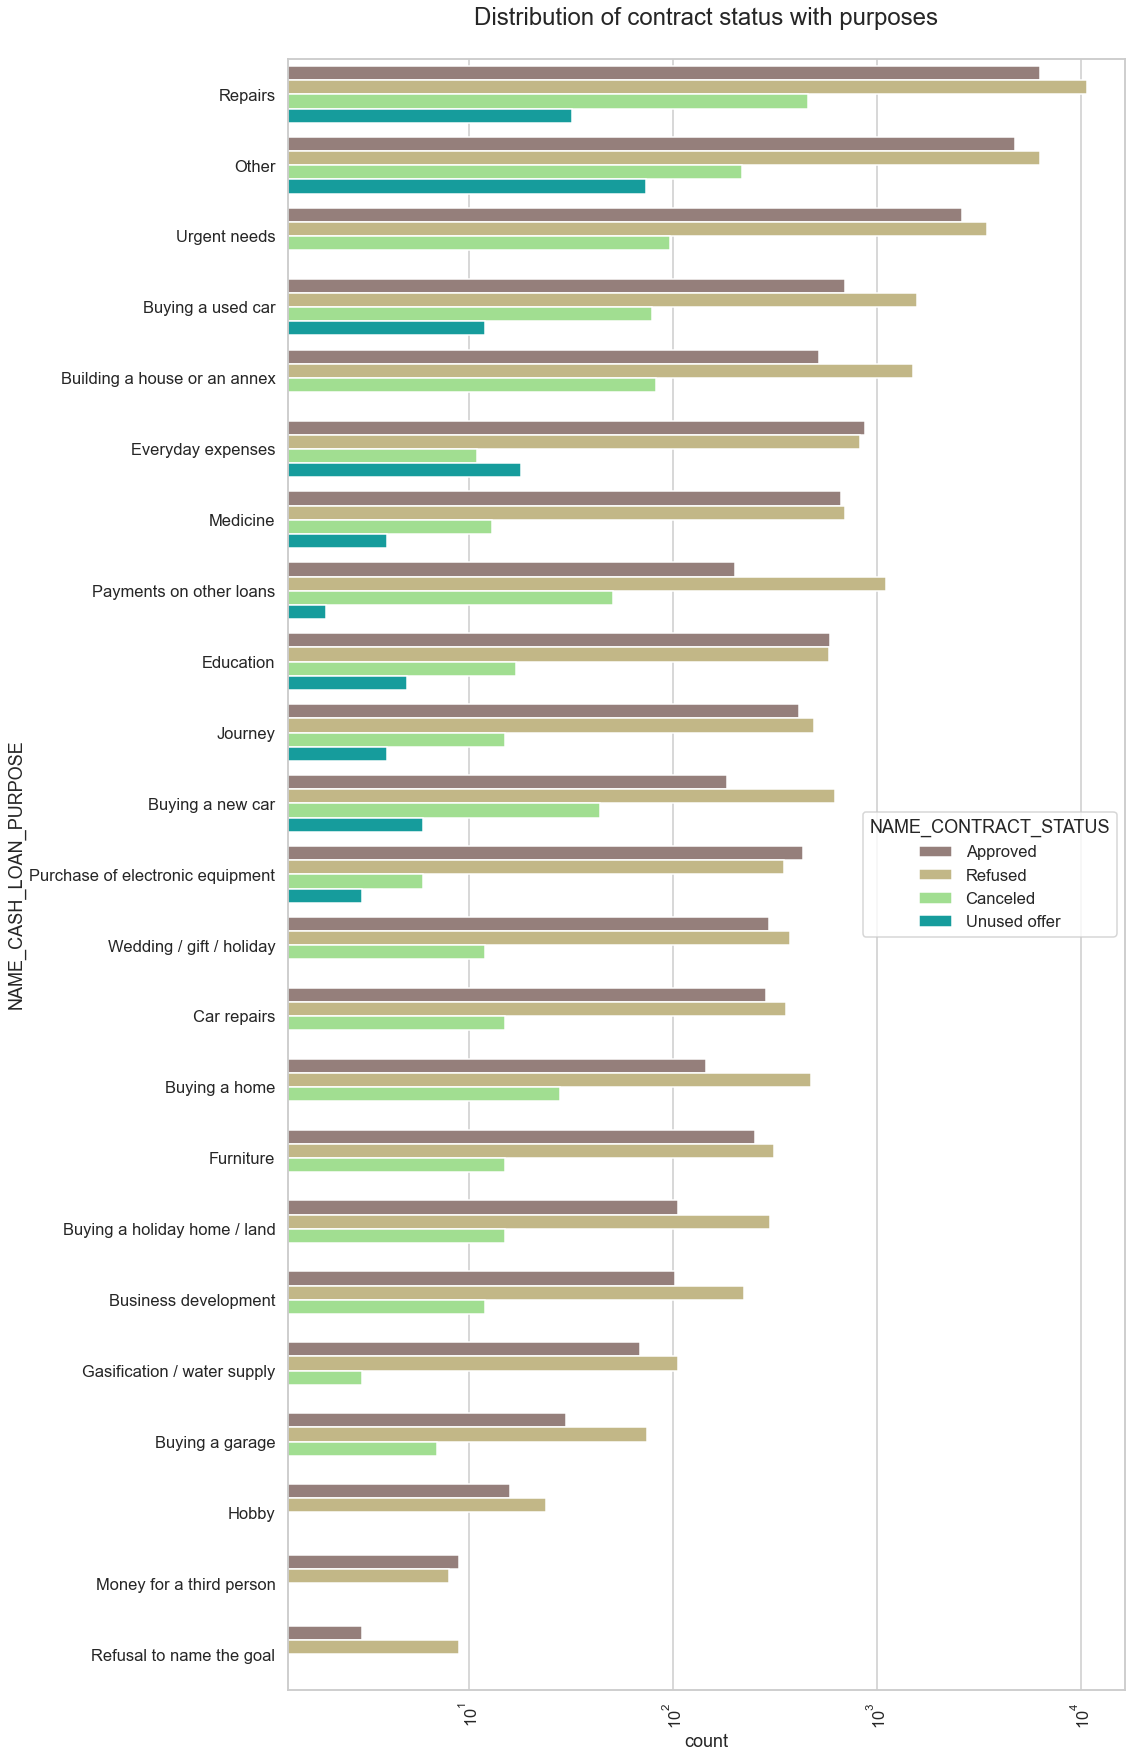 Distribution of contract status with purposes
NAME_CASH_LOAN_PURPOSE
Repairs
Other
Urgent needs
Buying a used car
Building a house or an annex
Everyday expenses
Medicine
Payments on other loans
Education
Journey
Buying a new car
Purchase of electronic equipment
Wedding / gift / holiday
Car repairs
Buying a home
Furniture
Buying a holiday home / land
Business development
Gasification / water supply
Buying a garage
Hobby
Money for a third person
Refusal to name the goal
NAME_CONTRACT_STATUS
Approved
Refused
Canceled
Unused offer
10¹
10²
10³
10⁴
count